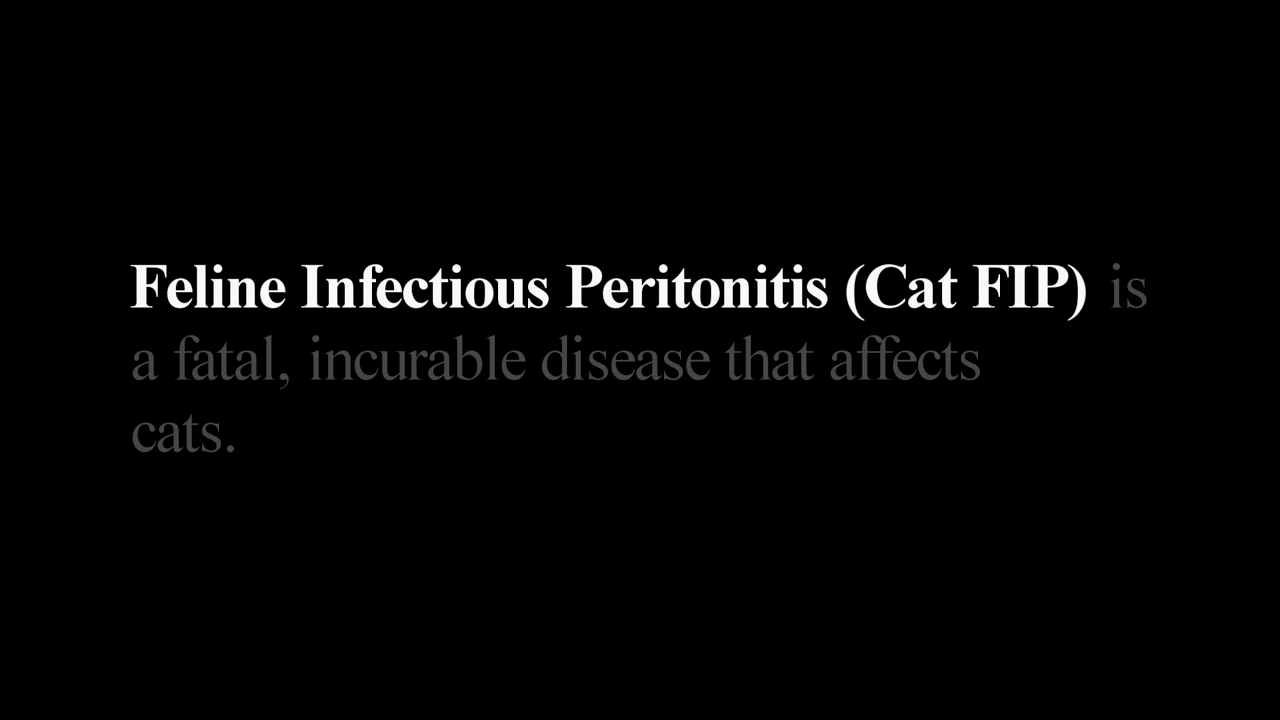 Feline Infectious Peritonitis (Cat FIP) is
a fatal, incurable disease that affects
cats.